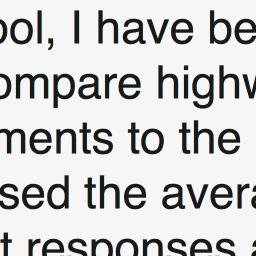 ool, I have be
ompare highw
ments to the
sed the avera
t responses a